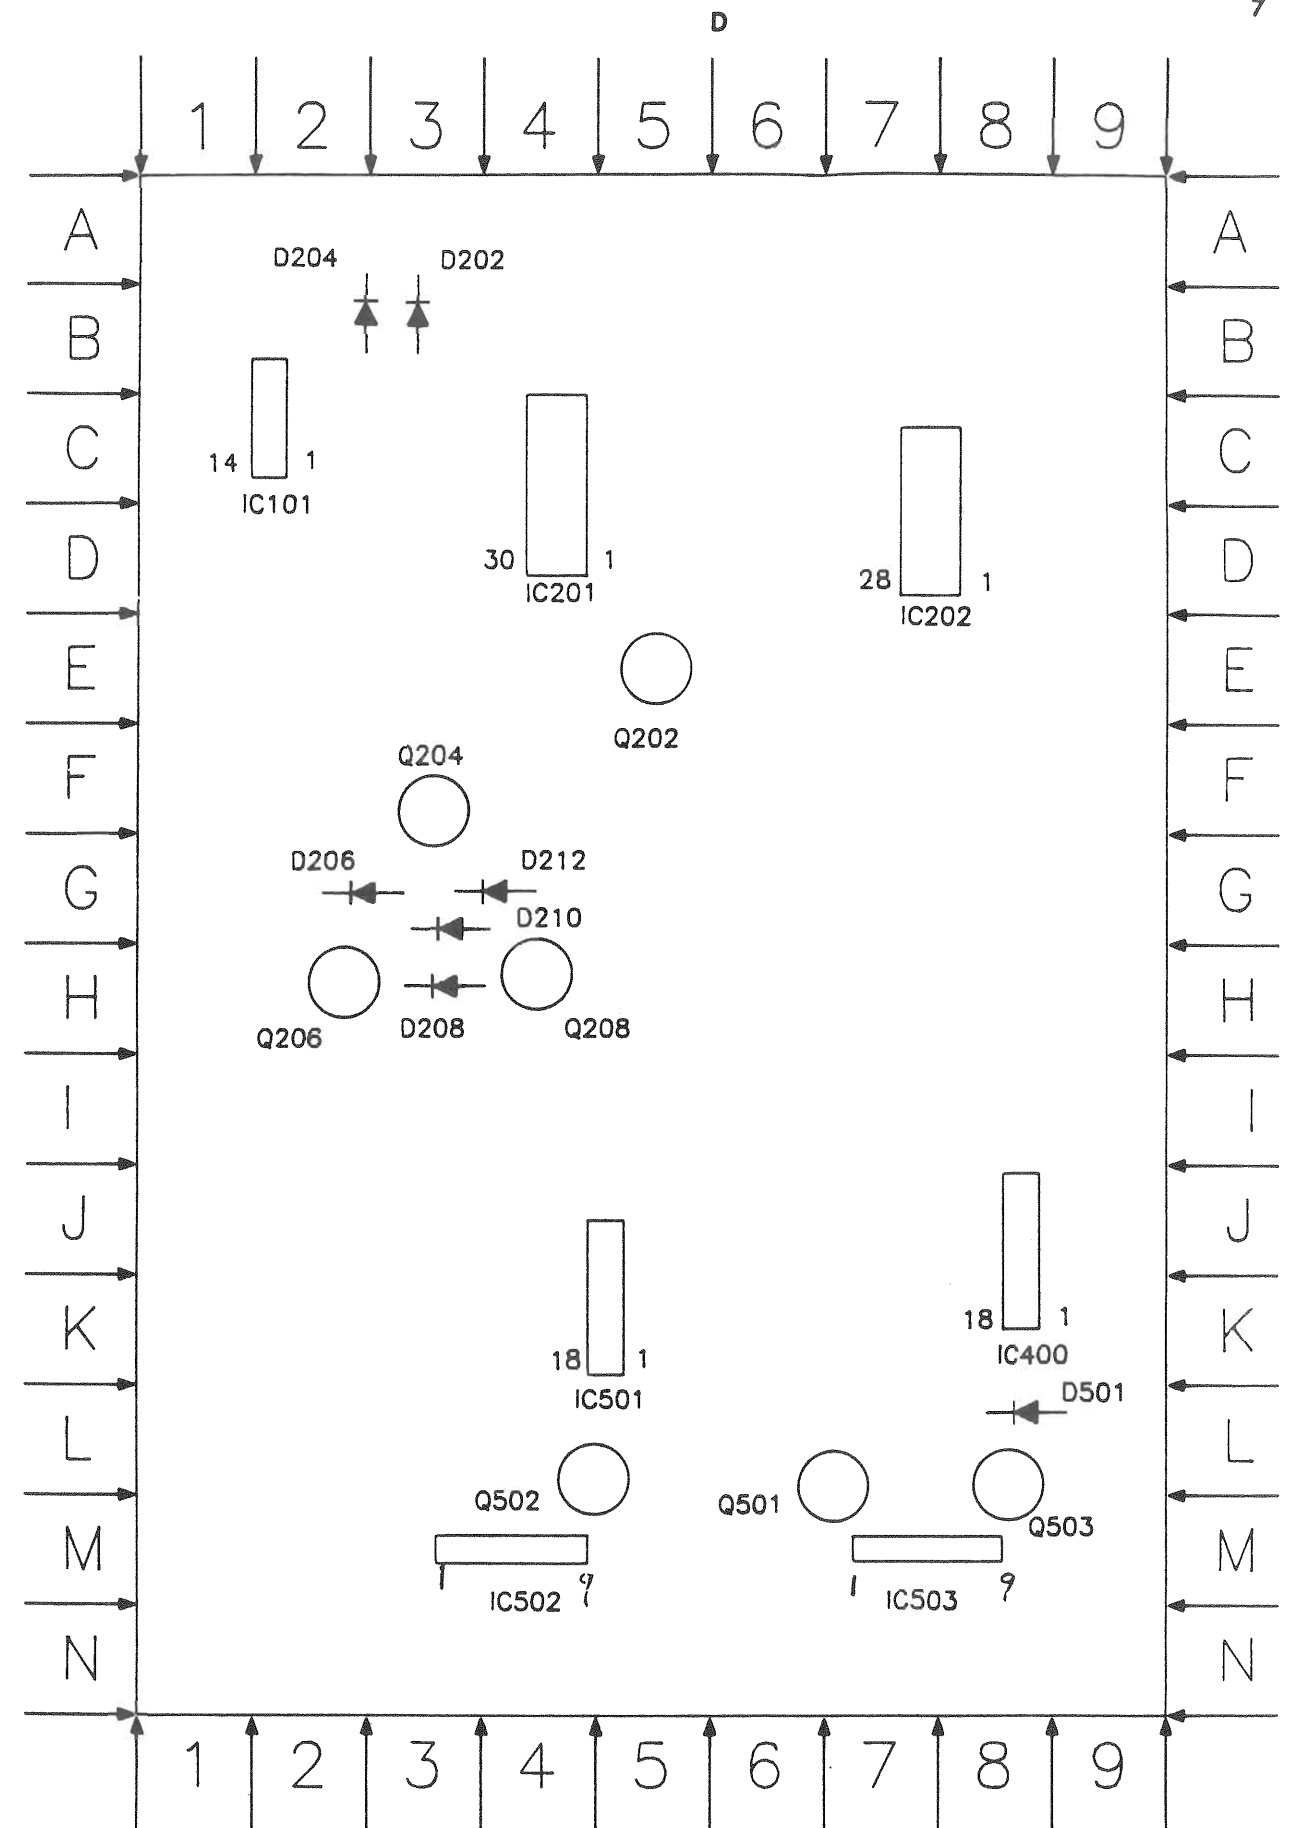 D
7
1 2 3 4 5 6 7 8 9
A A
D204 D202
B B
C C
14 1
IC101
D D
30 1
IC201
28 1
IC202
E E
Q202
F F
Q204
D206 D212
G G
D210
H H
Q206 D208 Q208
I I
J J
K K
18 1
IC400
18 1
IC501
D501
L L
Q502 Q501
Q503
M M
1 9
IC502
1 9
IC503
N N
1 2 3 4 5 6 7 8 9